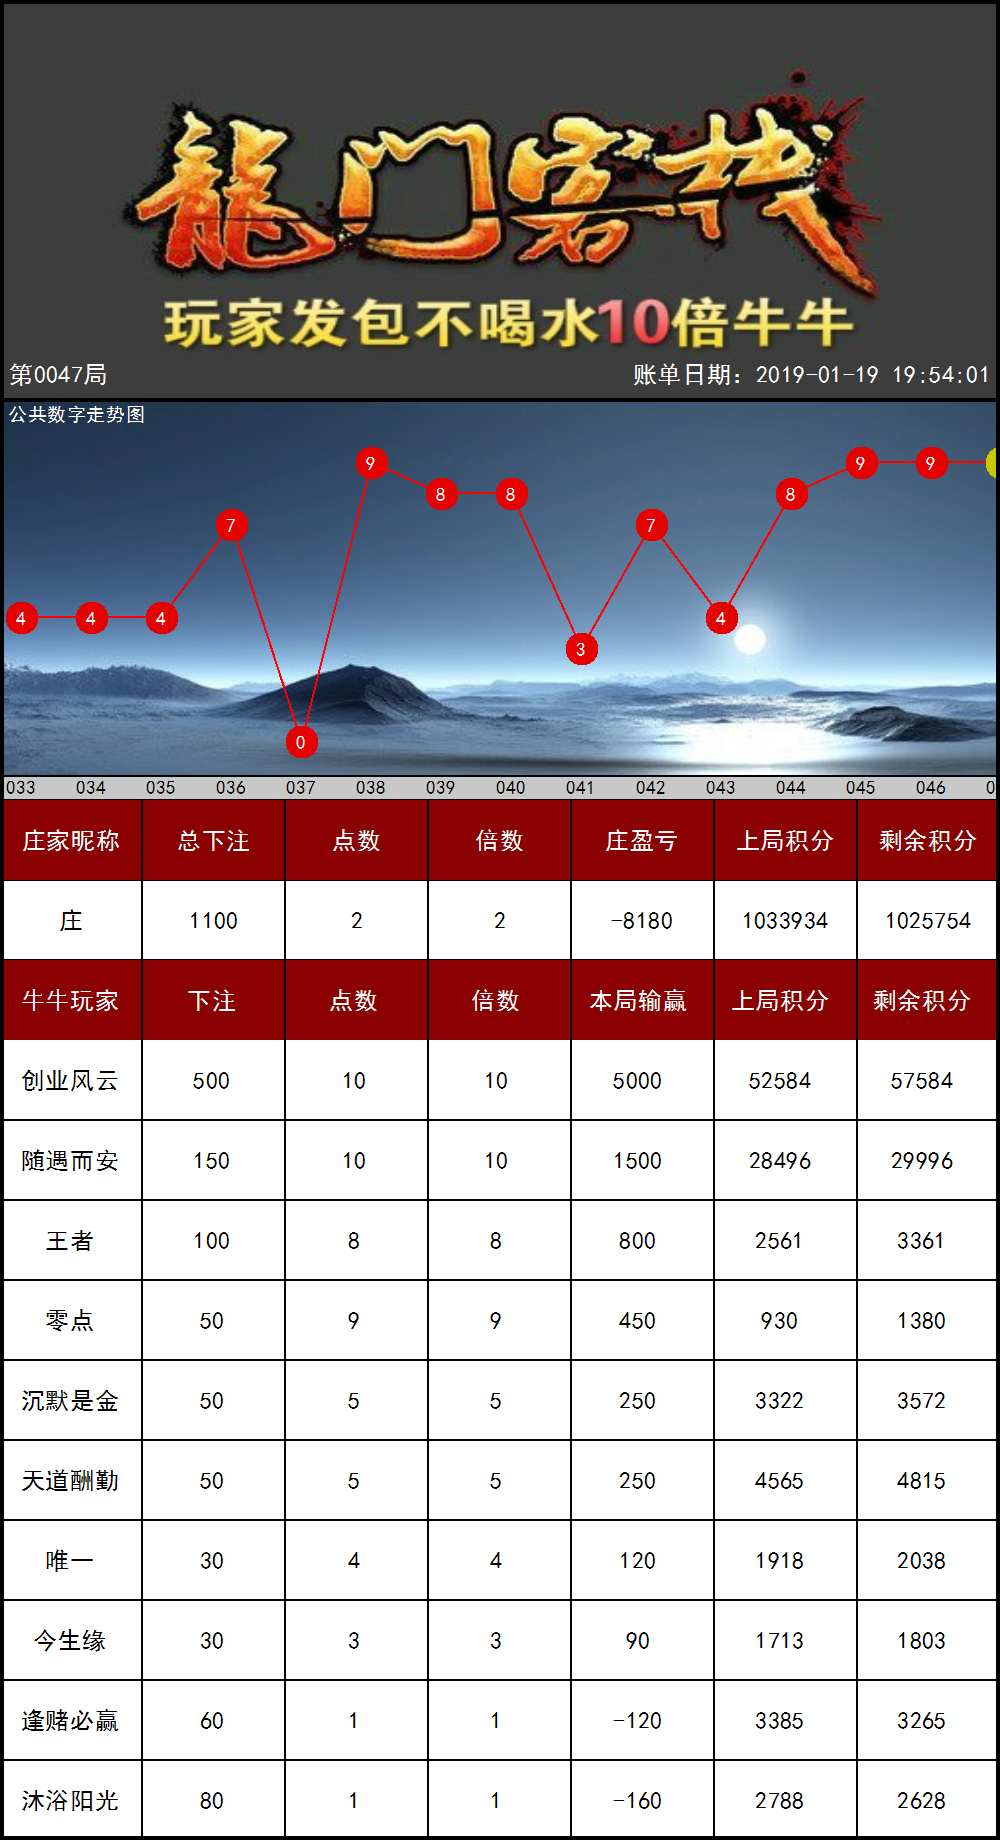 龍门客栈
玩家发包不喝水10倍牛牛
第0047局 账单日期：2019-01-19 19:54:01
公共数字走势图
4 4 4 7 0 9 8 8 3 7 4 8 9 9
033 034 035 036 037 038 039 040 041 042 043 044 045 046 0
庄家昵称 总下注 点数 倍数 庄盈亏 上局积分 剩余积分
庄 1100 2 2 -8180 1033934 1025754
牛牛玩家 下注 点数 倍数 本局输赢 上局积分 剩余积分
创业风云 500 10 10 5000 52584 57584
随遇而安 150 10 10 1500 28496 29996
王者 100 8 8 800 2561 3361
零点 50 9 9 450 930 1380
沉默是金 50 5 5 250 3322 3572
天道酬勤 50 5 5 250 4565 4815
唯一 30 4 4 120 1918 2038
今生缘 30 3 3 90 1713 1803
逢赌必赢 60 1 1 -120 3385 3265
沐浴阳光 80 1 1 -160 2788 2628